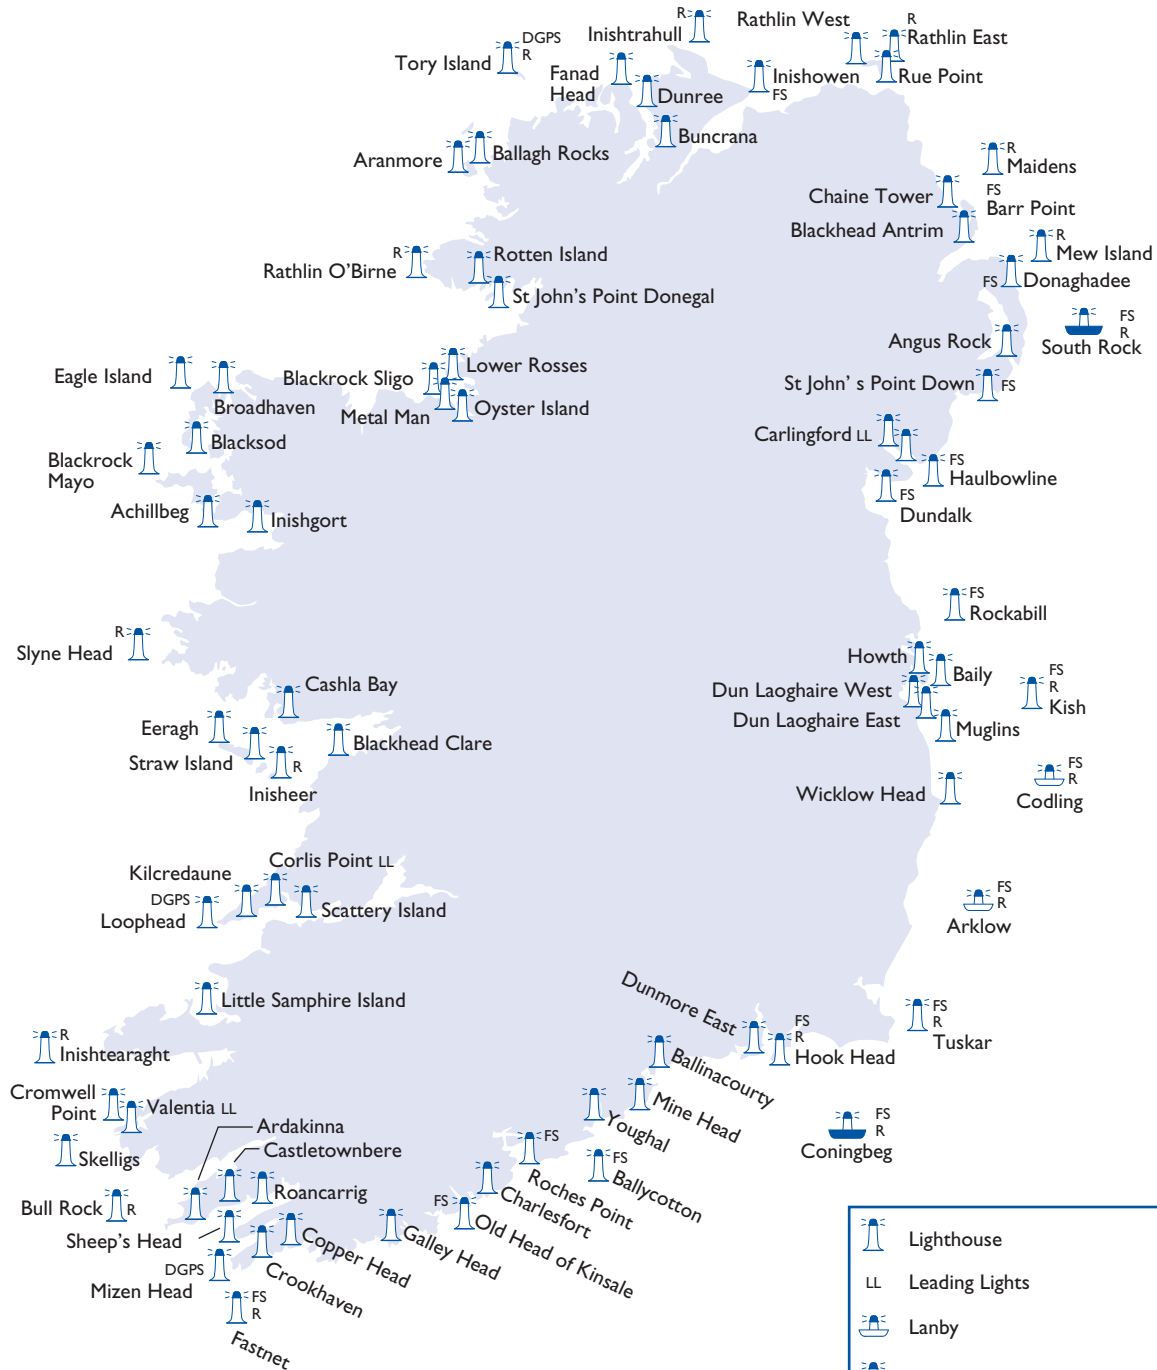 R
Rathlin West
R
Inishtrahull
Rathlin East
DGPS
R
Tory Island
Fanad
Head
Inishowen
FS
Rue Point
Dunree
Buncrana
Aranmore
Ballagh Rocks
R
Maidens
Chaine Tower
FS
Barr Point
Blackhead Antrim
R
Mew Island
R
Rathlin O'Birne
Rotten Island
FS
Donaghadee
St John's Point Donegal
FS
R
South Rock
Angus Rock
Lower Rosses
Eagle Island
Blackrock Sligo
St John' s Point Down
FS
Broadhaven
Metal Man
Oyster Island
Blacksod
Carlingford LL
Blackrock
Mayo
FS
Haulbowline
Achillbeg
Inishgort
FS
Dundalk
FS
Rockabill
R
Slyne Head
Howth
Baily
Cashla Bay
Dun Laoghaire West
FS
R
Kish
Eeragh
Dun Laoghaire East
Muglins
Straw Island
Blackhead Clare
R
Inisheer
Wicklow Head
FS
R
Codling
Corlis Point LL
Kilcredaune
DGPS
Loophead
Scattery Island
FS
R
Arklow
Little Samphire Island
Dunmore East
FS
R
Hook Head
FS
R
Tuskar
R
Inishtearaght
Ballinacourty
Cromwell
Point
Valentia LL
Mine Head
Ardakinna
Youghal
FS
R
Coningbeg
Castletownbere
Skelligs
FS
Roches Point
FS
Ballycotton
Roancarrig
Charlesfort
Bull Rock
R
FS
Old Head of Kinsale
Sheep's Head
Galley Head
Copper Head
Crookhaven
DGPS
Mizen Head
FS
R
Fastnet
Lighthouse
LL
Leading Lights
Lanby